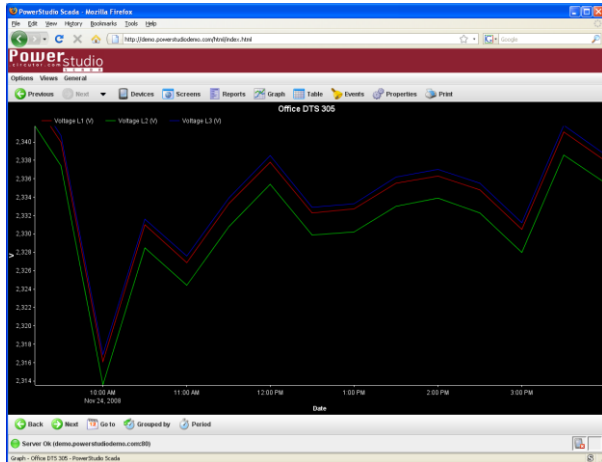 PowerStudio Scada - Mozilla Firefox
File Edit View History Bookmarks Tools Help
http://demo.powerstudiodemo.com/html/index.html
Google
Power studio
circutor.com SCADA
Options Views General
Previous Next Devices Screens Reports Graph Table Events Properties Print
Office DTS 305
Voltage L1 (V) Voltage L2 (V) Voltage L3 (V)
2,340
2,338
2,336
2,334
2,332
2,330
V
2,328
2,326
2,324
2,322
2,320
2,318
2,316
2,314
10:00 AM 11:00 AM 12:00 PM 1:00 PM 2:00 PM 3:00 PM
Nov 24, 2008
Date
Back Next Go to Grouped by Period
Server Ok (demo.powerstudiodemo.com:80)
Graph - Office DTS 305 - PowerStudio Scada